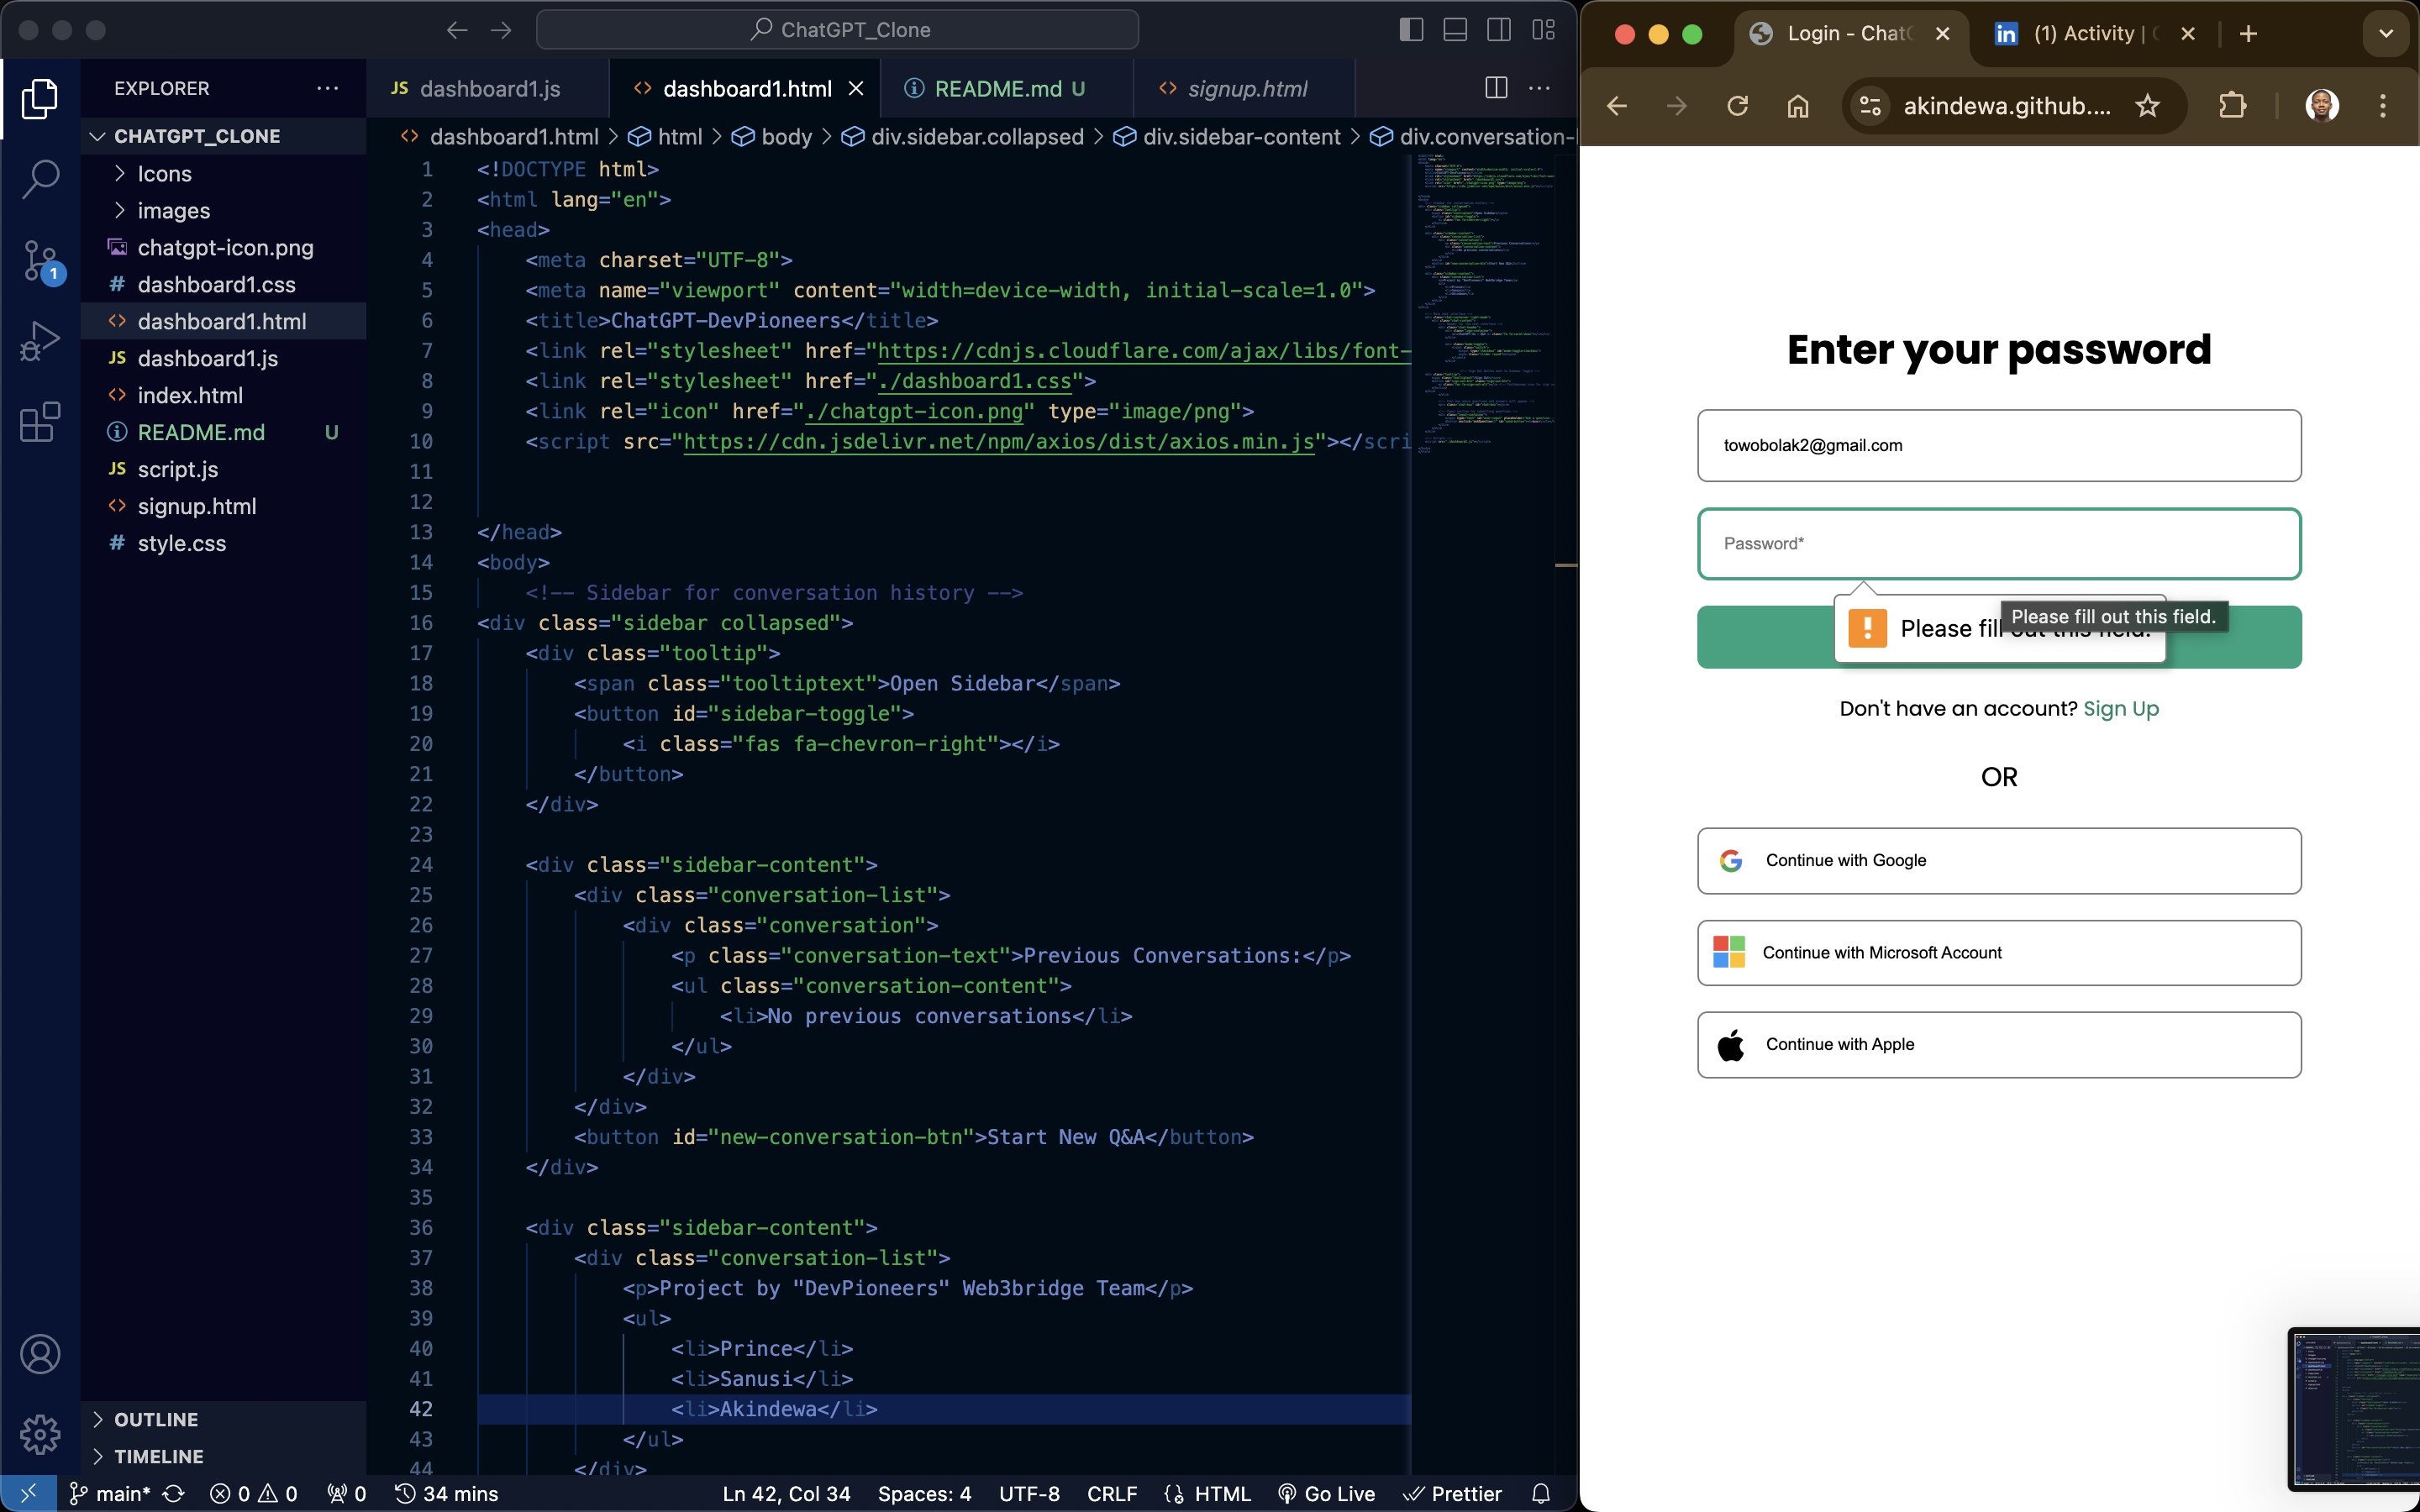 ChatGPT_Clone
EXPLORER
CHATGPT_CLONE
Icons
images
chatgpt-icon.png
# dashboard1.css
<> dashboard1.html
JS dashboard1.js
<> index.html
README.md U
JS script.js
<> signup.html
# style.css
OUTLINE
TIMELINE
1
JS dashboard1.js
<> dashboard1.html
README.md U
<> signup.html
<> dashboard1.html > html > body > div.sidebar.collapsed > div.sidebar-content > div.conversation-
1 <!DOCTYPE html>
2 <html lang="en">
3 <head>
4 <meta charset="UTF-8">
5 <meta name="viewport" content="width=device-width, initial-scale=1.0">
6 <title>ChatGPT-DevPioneers</title>
7 <link rel="stylesheet" href="https://cdnjs.cloudflare.com/ajax/libs/font-
8 <link rel="stylesheet" href="./dashboard1.css">
9 <link rel="icon" href="./chatgpt-icon.png" type="image/png">
10 <script src="https://cdn.jsdelivr.net/npm/axios/dist/axios.min.js"></scri
11
12
13 </head>
14 <body>
15 <!-- Sidebar for conversation history -->
16 <div class="sidebar collapsed">
17 <div class="tooltip">
18 <span class="tooltiptext">Open Sidebar</span>
19 <button id="sidebar-toggle">
20 <i class="fas fa-chevron-right"></i>
21 </button>
22 </div>
23
24 <div class="sidebar-content">
25 <div class="conversation-list">
26 <div class="conversation">
27 <p class="conversation-text">Previous Conversations:</p>
28 <ul class="conversation-content">
29 <li>No previous conversations</li>
30 </ul>
31 </div>
32 </div>
33 <button id="new-conversation-btn">Start New Q&A</button>
34 </div>
35
36 <div class="sidebar-content">
37 <div class="conversation-list">
38 <p>Project by "DevPioneers" Web3bridge Team</p>
39 <ul>
40 <li>Prince</li>
41 <li>Sanusi</li>
42 <li>Akindewa</li>
43 </ul>
44 </div>
main* 0 0 0 34 mins Ln 42, Col 34 Spaces: 4 UTF-8 CRLF HTML Go Live Prettier
Login - Chat
in (1) Activity |
akindewa.github....
Enter your password
towobolak2@gmail.com
Password*
Please fill out this field.
Please fill out this field.
Don't have an account? Sign Up
OR
Continue with Google
Continue with Microsoft Account
Continue with Apple